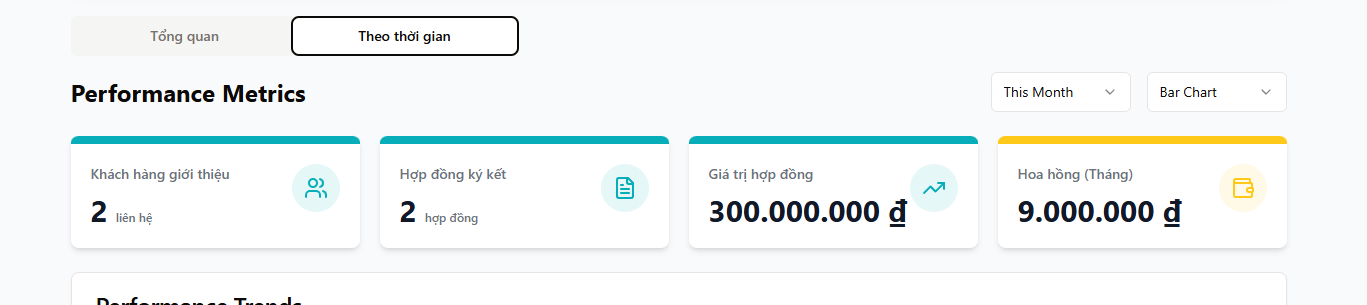 Tổng quan Theo thời gian
Performance Metrics This Month Bar Chart
Khách hàng giới thiệu Hợp đồng ký kết Giá trị hợp đồng Hoa hồng (Tháng)
2 liên hệ 2 hợp đồng 300.000.000 ₫ 9.000.000 ₫
Performance Trends